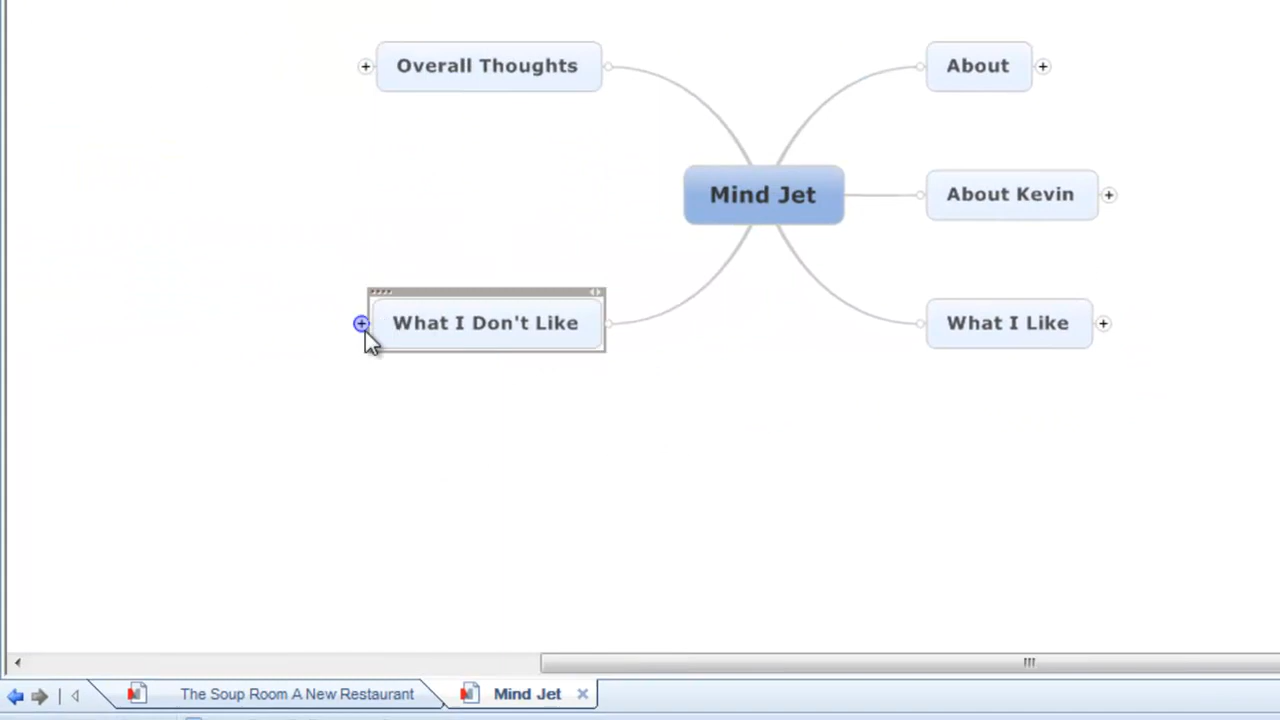 Overall Thoughts
About
Mind Jet
About Kevin
What I Don't Like
What I Like
The Soup Room A New Restaurant
Mind Jet